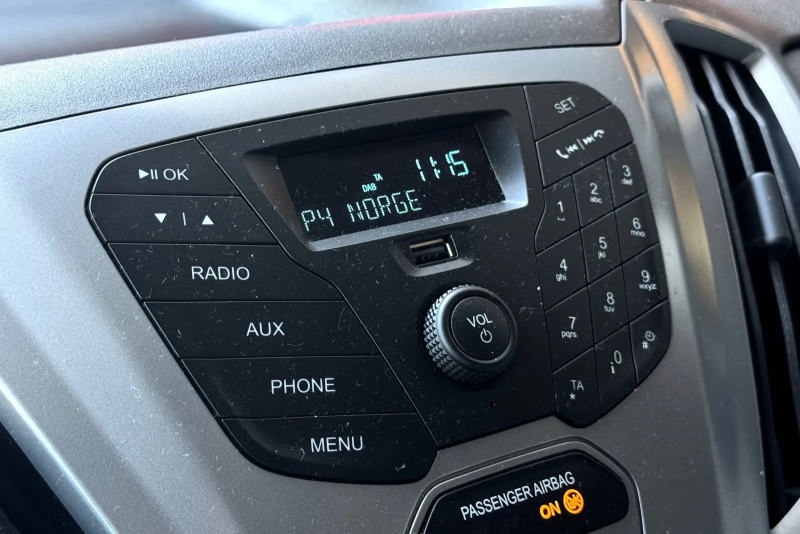 SET
▶II OK
TA
DAB
11:15
P4 NORGE
▼ | ▲
RADIO
AUX
PHONE
MENU
VOL
1
2
abc
3
def
4
ghi
5
jkl
6
mno
7
pqrs
8
tuv
9
wxyz
TA
*
i 0
#
PASSENGER AIRBAG
ON